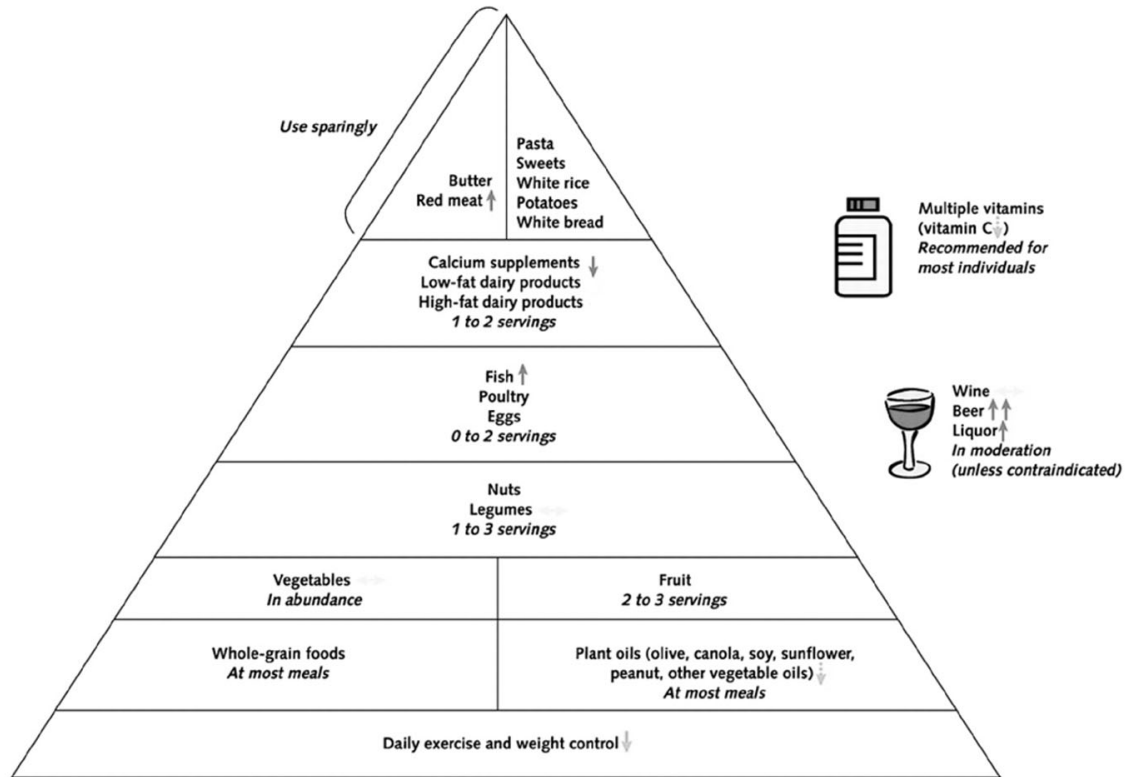 Use sparingly
Butter
Red meat ↑
Pasta
Sweets
White rice
Potatoes
White bread
Calcium supplements ↓
Low-fat dairy products
High-fat dairy products
1 to 2 servings
Fish ↑
Poultry
Eggs
0 to 2 servings
Nuts
Legumes ↔
1 to 3 servings
Vegetables ↔
In abundance
Fruit
2 to 3 servings
Whole-grain foods
At most meals
Plant oils (olive, canola, soy, sunflower,
peanut, other vegetable oils) ⇣
At most meals
Daily exercise and weight control ↓
Multiple vitamins
(vitamin C⇣)
Recommended for
most individuals
Wine ↔
Beer ↑↑
Liquor ↑
In moderation
(unless contraindicated)